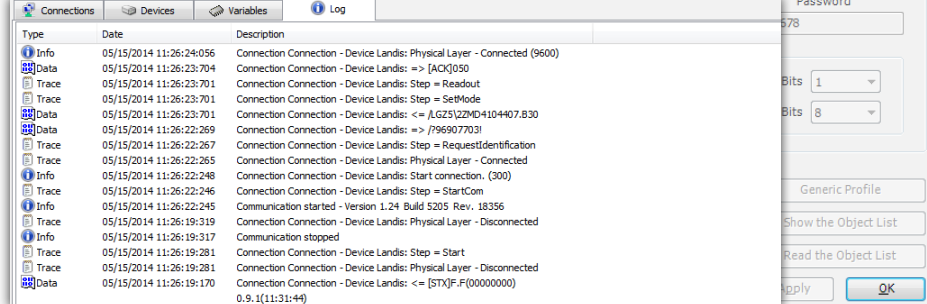 Connections Devices Variables Log
Password
Type Date Description
578
Info 05/15/2014 11:26:24:056 Connection Connection - Device Landis: Physical Layer - Connected (9600)
Data 05/15/2014 11:26:23:704 Connection Connection - Device Landis: => [ACK]050
Trace 05/15/2014 11:26:23:701 Connection Connection - Device Landis: Step = Readout
Bits 1
Trace 05/15/2014 11:26:23:701 Connection Connection - Device Landis: Step = SetMode
Data 05/15/2014 11:26:23:701 Connection Connection - Device Landis: <= /LGZ5\2ZMD4104407.B30
Bits 8
Data 05/15/2014 11:26:22:269 Connection Connection - Device Landis: => /?96907703!
Trace 05/15/2014 11:26:22:267 Connection Connection - Device Landis: Step = RequestIdentification
Trace 05/15/2014 11:26:22:265 Connection Connection - Device Landis: Physical Layer - Connected
Info 05/15/2014 11:26:22:248 Connection Connection - Device Landis: Start connection. (300)
Trace 05/15/2014 11:26:22:246 Connection Connection - Device Landis: Step = StartCom
Generic Profile
Info 05/15/2014 11:26:22:245 Communication started - Version 1.24 Build 5205 Rev. 18356
Trace 05/15/2014 11:26:19:319 Connection Connection - Device Landis: Physical Layer - Disconnected
Show the Object List
Info 05/15/2014 11:26:19:317 Communication stopped
Trace 05/15/2014 11:26:19:281 Connection Connection - Device Landis: Step = Start
Read the Object List
Trace 05/15/2014 11:26:19:281 Connection Connection - Device Landis: Physical Layer - Disconnected
Data 05/15/2014 11:26:19:170 Connection Connection - Device Landis: <= [STX]F.F(00000000)
Apply OK
0.9.1(11:31:44)